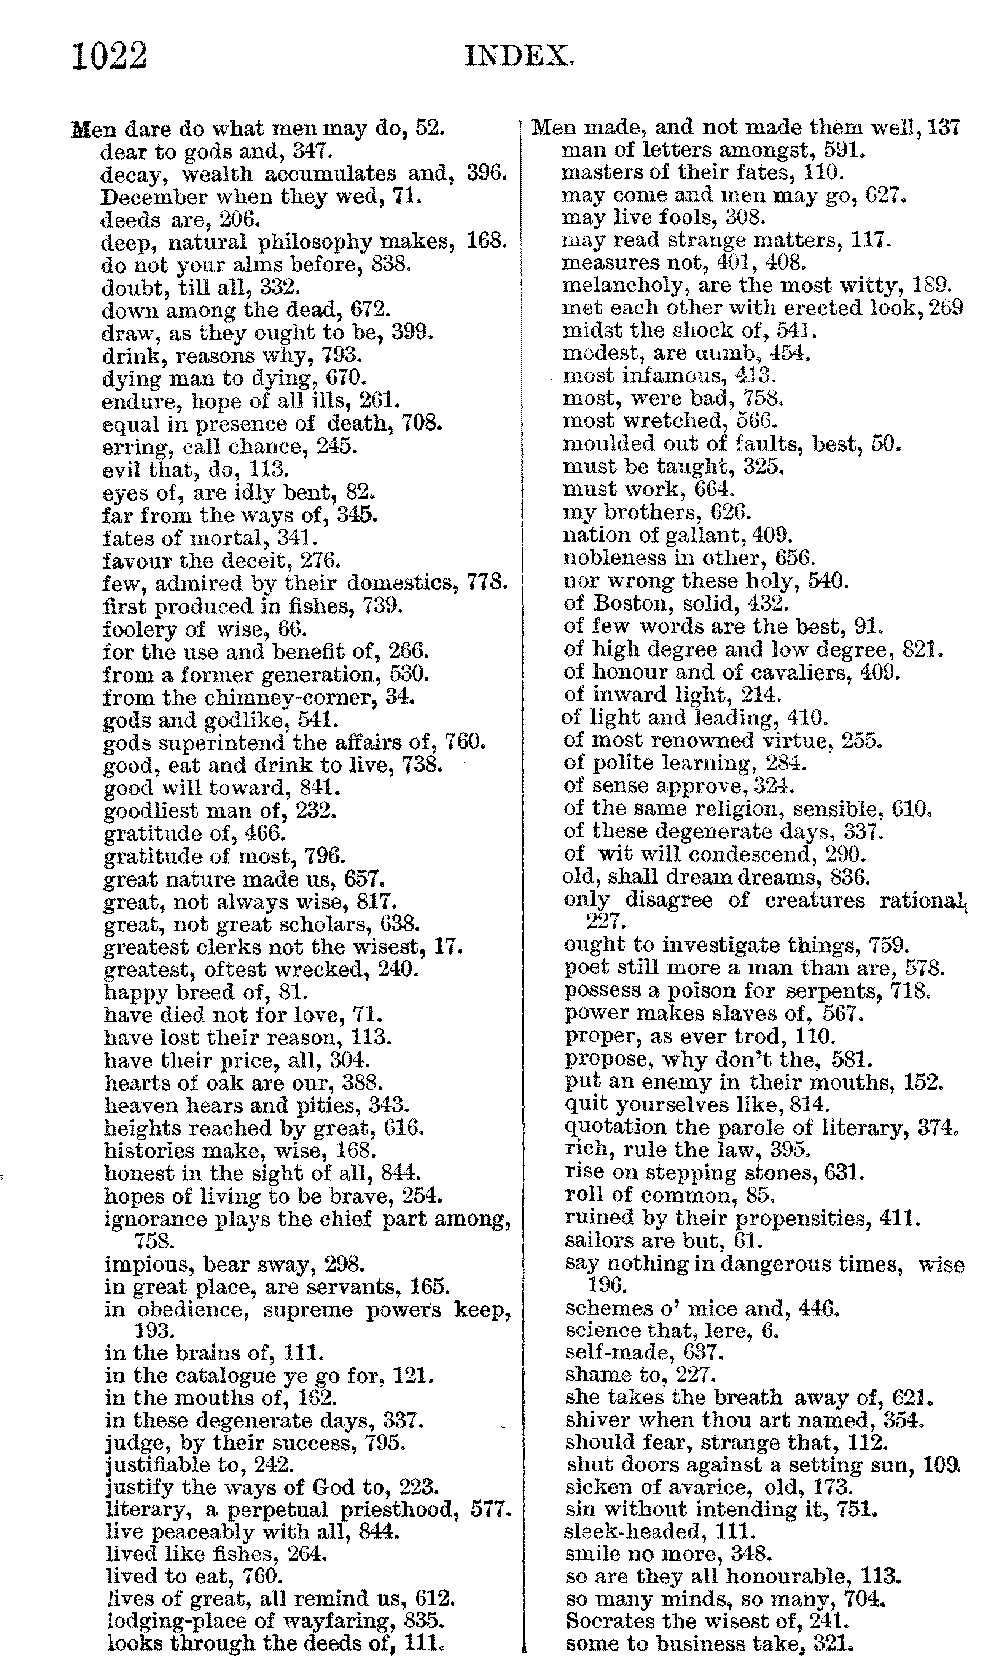 1022
INDEX.
Men dare do what men may do, 52.
dear to gods and, 347.
decay, wealth accumulates and, 396.
December when they wed, 71.
deeds are, 206.
deep, natural philosophy makes, 168.
do not your alms before, 838.
doubt, till all, 332.
down among the dead, 672.
draw, as they ought to be, 399.
drink, reasons why, 793.
dying man to dying, 670.
endure, hope of all ills, 261.
equal in presence of death, 708.
erring, call chance, 245.
evil that, do, 113.
eyes of, are idly bent, 82.
far from the ways of, 345.
fates of mortal, 341.
favour the deceit, 276.
few, admired by their domestics, 778.
first produced in fishes, 739.
foolery of wise, 66.
for the use and benefit of, 266.
from a former generation, 530.
from the chimney-corner, 34.
gods and godlike, 541.
gods superintend the affairs of, 760.
good, eat and drink to live, 738.
good will toward, 841.
goodliest man of, 232.
gratitude of, 466.
gratitude of most, 796.
great nature made us, 657.
great, not always wise, 817.
great, not great scholars, 638.
greatest clerks not the wisest, 17.
greatest, oftest wrecked, 240.
happy breed of, 81.
have died not for love, 71.
have lost their reason, 113.
have their price, all, 304.
hearts of oak are our, 388.
heaven hears and pities, 343.
heights reached by great, 616.
histories make, wise, 168.
honest in the sight of all, 844.
hopes of living to be brave, 254.
ignorance plays the chief part among,
758.
impious, bear sway, 298.
in great place, are servants, 165.
in obedience, supreme powers keep,
193.
in the brains of, 111.
in the catalogue ye go for, 121.
in the mouths of, 162.
in these degenerate days, 337.
judge, by their success, 795.
justifiable to, 242.
justify the ways of God to, 223.
literary, a perpetual priesthood, 577.
live peaceably with all, 844.
lived like fishes, 264.
lived to eat, 760.
lives of great, all remind us, 612.
lodging-place of wayfaring, 835.
looks through the deeds of, 111.
Men made, and not made them well, 137
man of letters amongst, 591.
masters of their fates, 110.
may come and men may go, 627.
may live fools, 308.
may read strange matters, 117.
measures not, 401, 408.
melancholy, are the most witty, 189.
met each other with erected look, 269
midst the shock of, 541.
modest, are dumb, 454.
most infamous, 413.
most, were bad, 758.
most wretched, 566.
moulded out of faults, best, 50.
must be taught, 325.
must work, 664.
my brothers, 626.
nation of gallant, 409.
nobleness in other, 656.
nor wrong these holy, 540.
of Boston, solid, 432.
of few words are the best, 91.
of high degree and low degree, 821.
of honour and of cavaliers, 409.
of inward light, 214.
of light and leading, 410.
of most renowned virtue, 255.
of polite learning, 284.
of sense approve, 324.
of the same religion, sensible, 610.
of these degenerate days, 337.
of wit will condescend, 290.
old, shall dream dreams, 836.
only disagree of creatures rational,
227.
ought to investigate things, 759.
poet still more a man than are, 578.
possess a poison for serpents, 718.
power makes slaves of, 567.
proper, as ever trod, 110.
propose, why don't the, 581.
put an enemy in their mouths, 152.
quit yourselves like, 814.
quotation the parole of literary, 374.
rich, rule the law, 395.
rise on stepping stones, 631.
roll of common, 85.
ruined by their propensities, 411.
sailors are but, 61.
say nothing in dangerous times, wise
196.
schemes o' mice and, 446.
science that, lere, 6.
self-made, 637.
shame to, 227.
she takes the breath away of, 621.
shiver when thou art named, 354.
should fear, strange that, 112.
shut doors against a setting sun, 109.
sicken of avarice, old, 173.
sin without intending it, 751.
sleek-headed, 111.
smile no more, 348.
so are they all honourable, 113.
so many minds, so many, 704.
Socrates the wisest of, 241.
some to business take, 321.